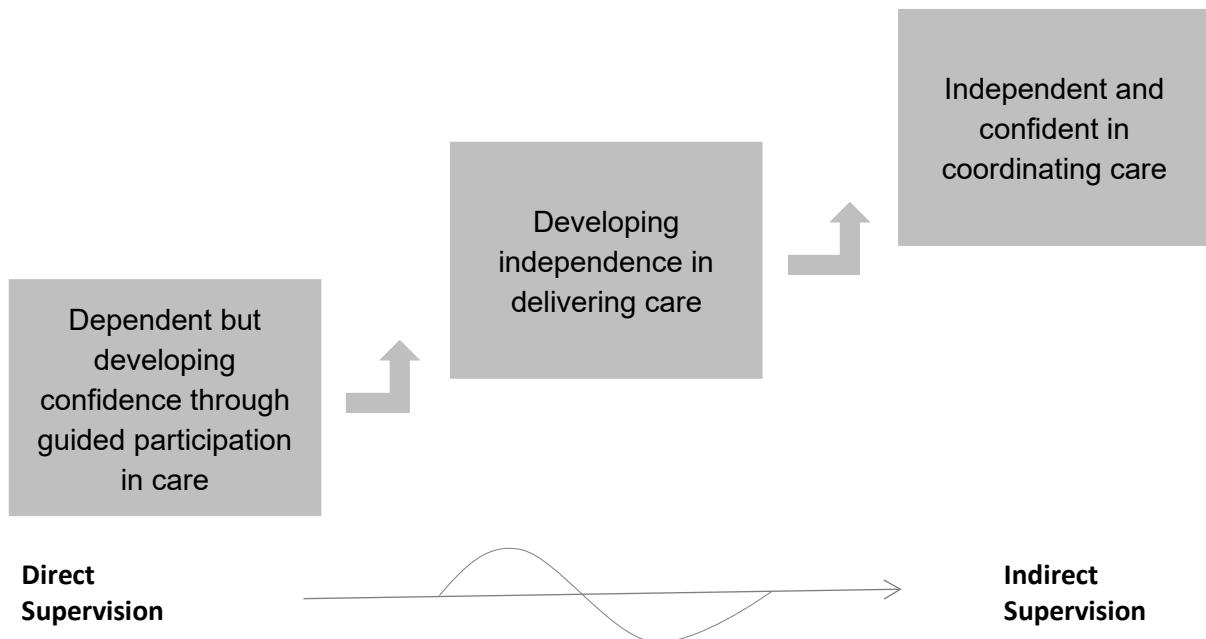 Independent and
confident in
coordinating care
Developing
independence in
delivering care
Dependent but
developing
confidence through
guided participation
in care
Direct
Supervision
Indirect
Supervision